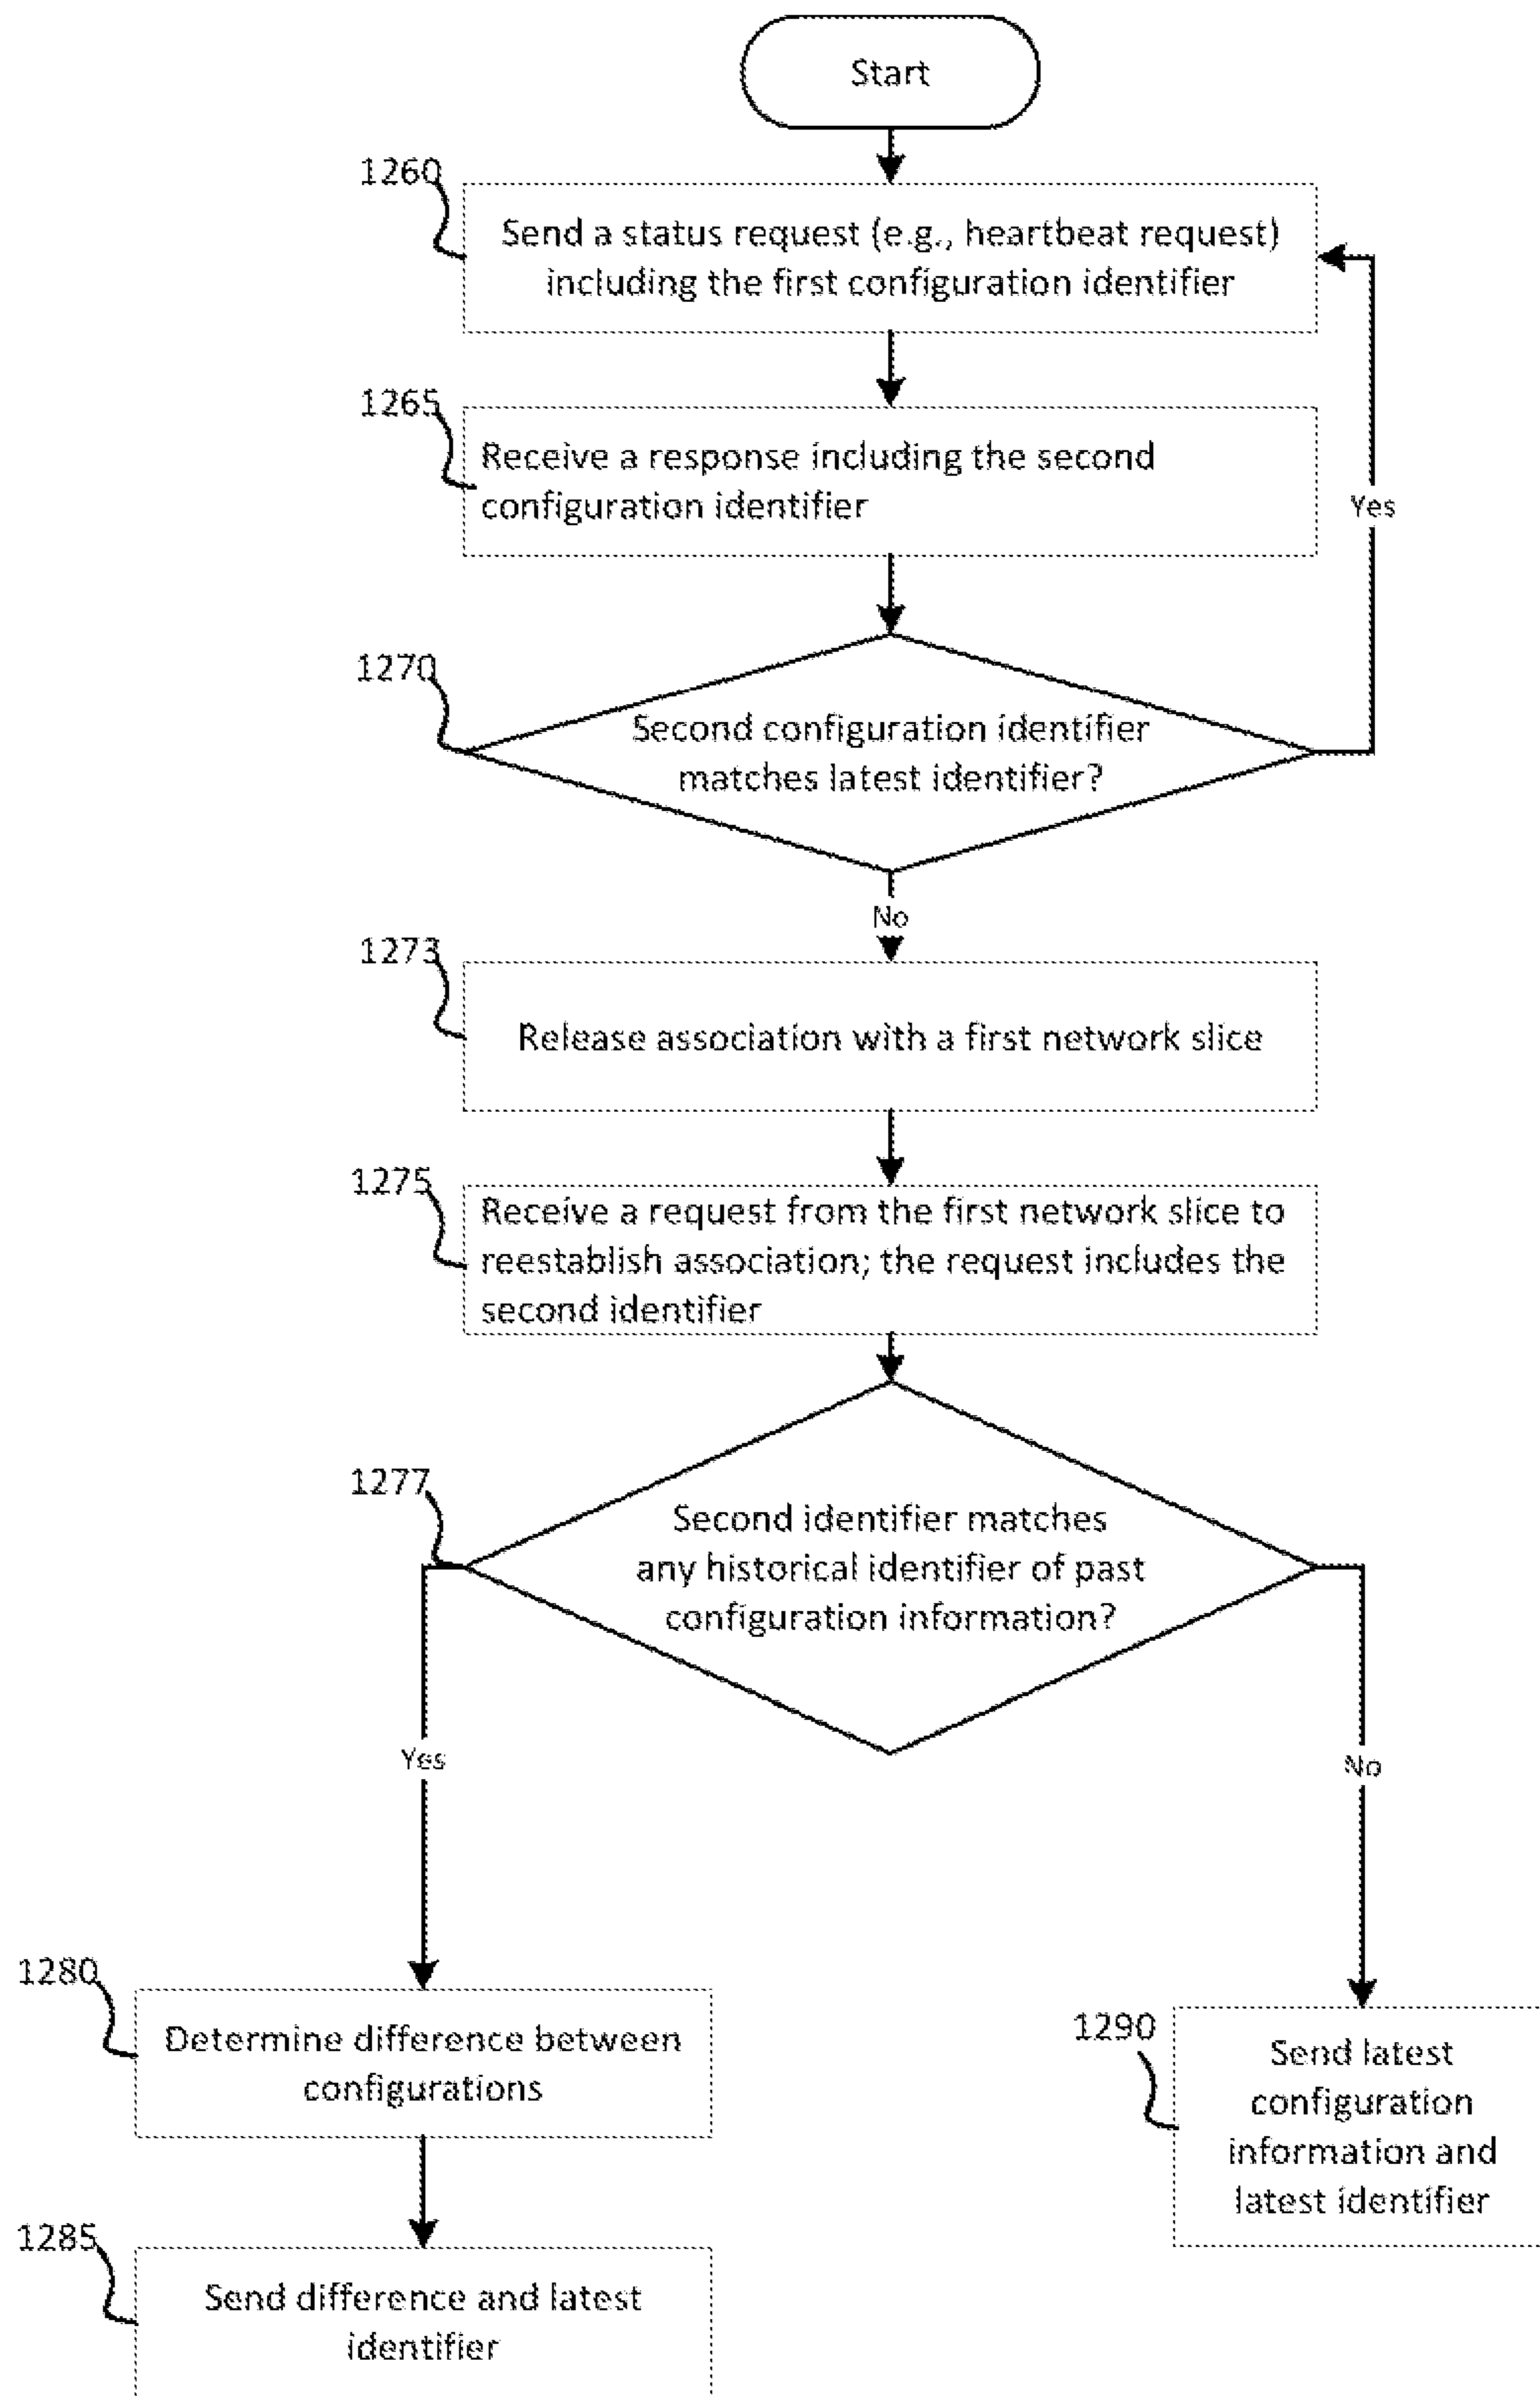 Start
1260
Send a status request (e.g., heartbeat request)
including the first configuration identifier
1265
Receive a response including the second
configuration identifier
Yes
1270
Second configuration identifier
matches latest identifier?
No
1273
Release association with a first network slice
1275
Receive a request from the first network slice to
reestablish association; the request includes the
second identifier
1277
Second identifier matches
any historical identifier of past
configuration information?
Yes
No
1280
Determine difference between
configurations
1290
Send latest
configuration
information and
latest identifier
1285
Send difference and latest
identifier